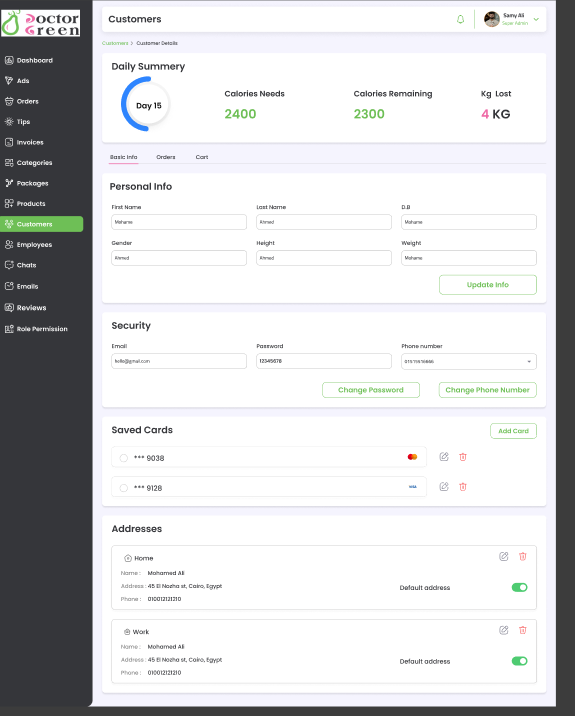 Doctor
Green
Dashboard
Ads
Orders
Tips
Invoices
Categories
Packages
Products
Customers
Employees
Chats
Emails
Reviews
Role Permission
Customers
Samy Ali
Super Admin
Customers > Customer Details
Daily Summery
Day 15
Calories Needs
2400
Calories Remaining
2300
Kg Lost
4 KG
Basic Info Orders Cart
Personal Info
First Name Last Name D.B
Mohame Ahmed Mohame
Gender Height Weight
Ahmed Ahmed Mohame
Update Info
Security
Email Password Phone number
hello@gmail.com 12345678
Change Password Change Phone Number
Saved Cards
Add Card
*** 9038
*** 9128
VISA
Addresses
Home
Name : Mohamed Ali
Address : 45 El Nozha st, Cairo, Egypt
Phone : 010012121210
Default address
Work
Name : Mohamed Ali
Address : 45 El Nozha st, Cairo, Egypt
Phone : 010012121210
Default address